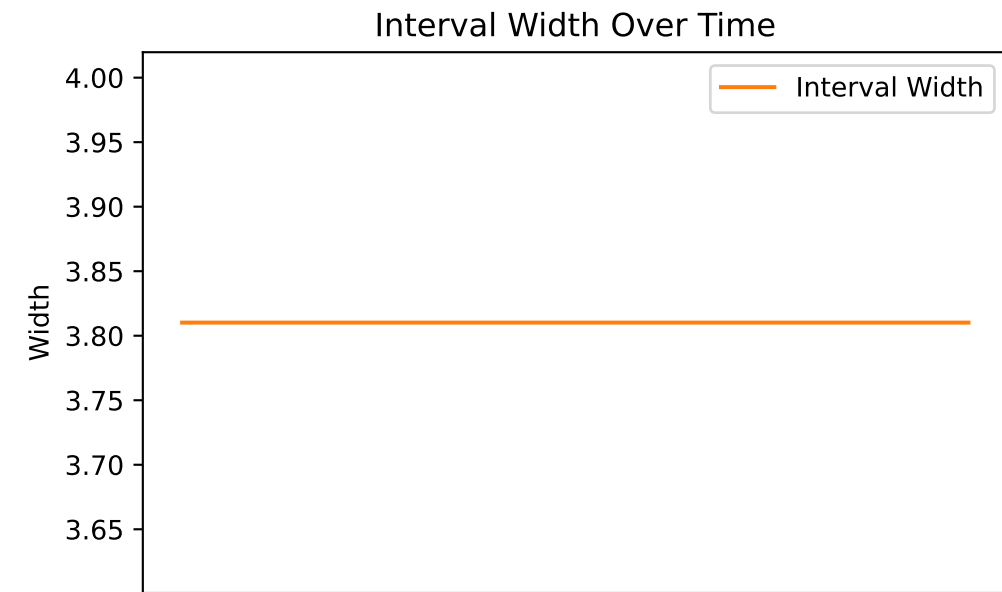 Interval Width Over Time
Interval Width
4.00
3.95
3.90
3.85
3.80
3.75
3.70
3.65
Width